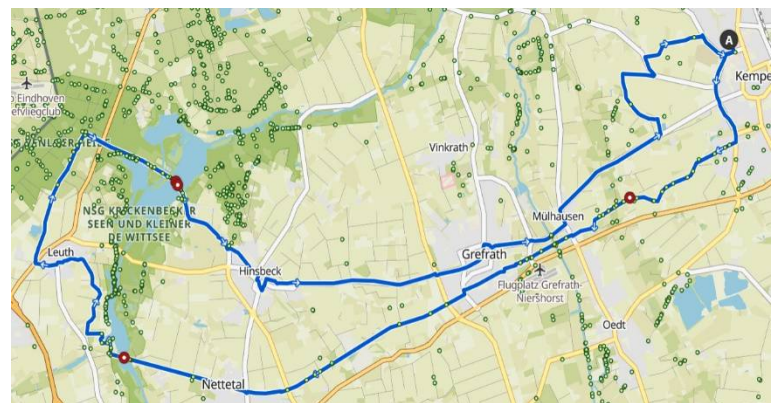 A
Kempe
o Eindhoven
efvliegclub
Vinkrath
NSG KRICKENBECKER
SEEN UND KLEINER
DE WITTSEE
Mülhausen
Leuth
Hinsbeck
Grefrath
Flugplatz Grefrath-
Niershorst
Oedt
Nettetal